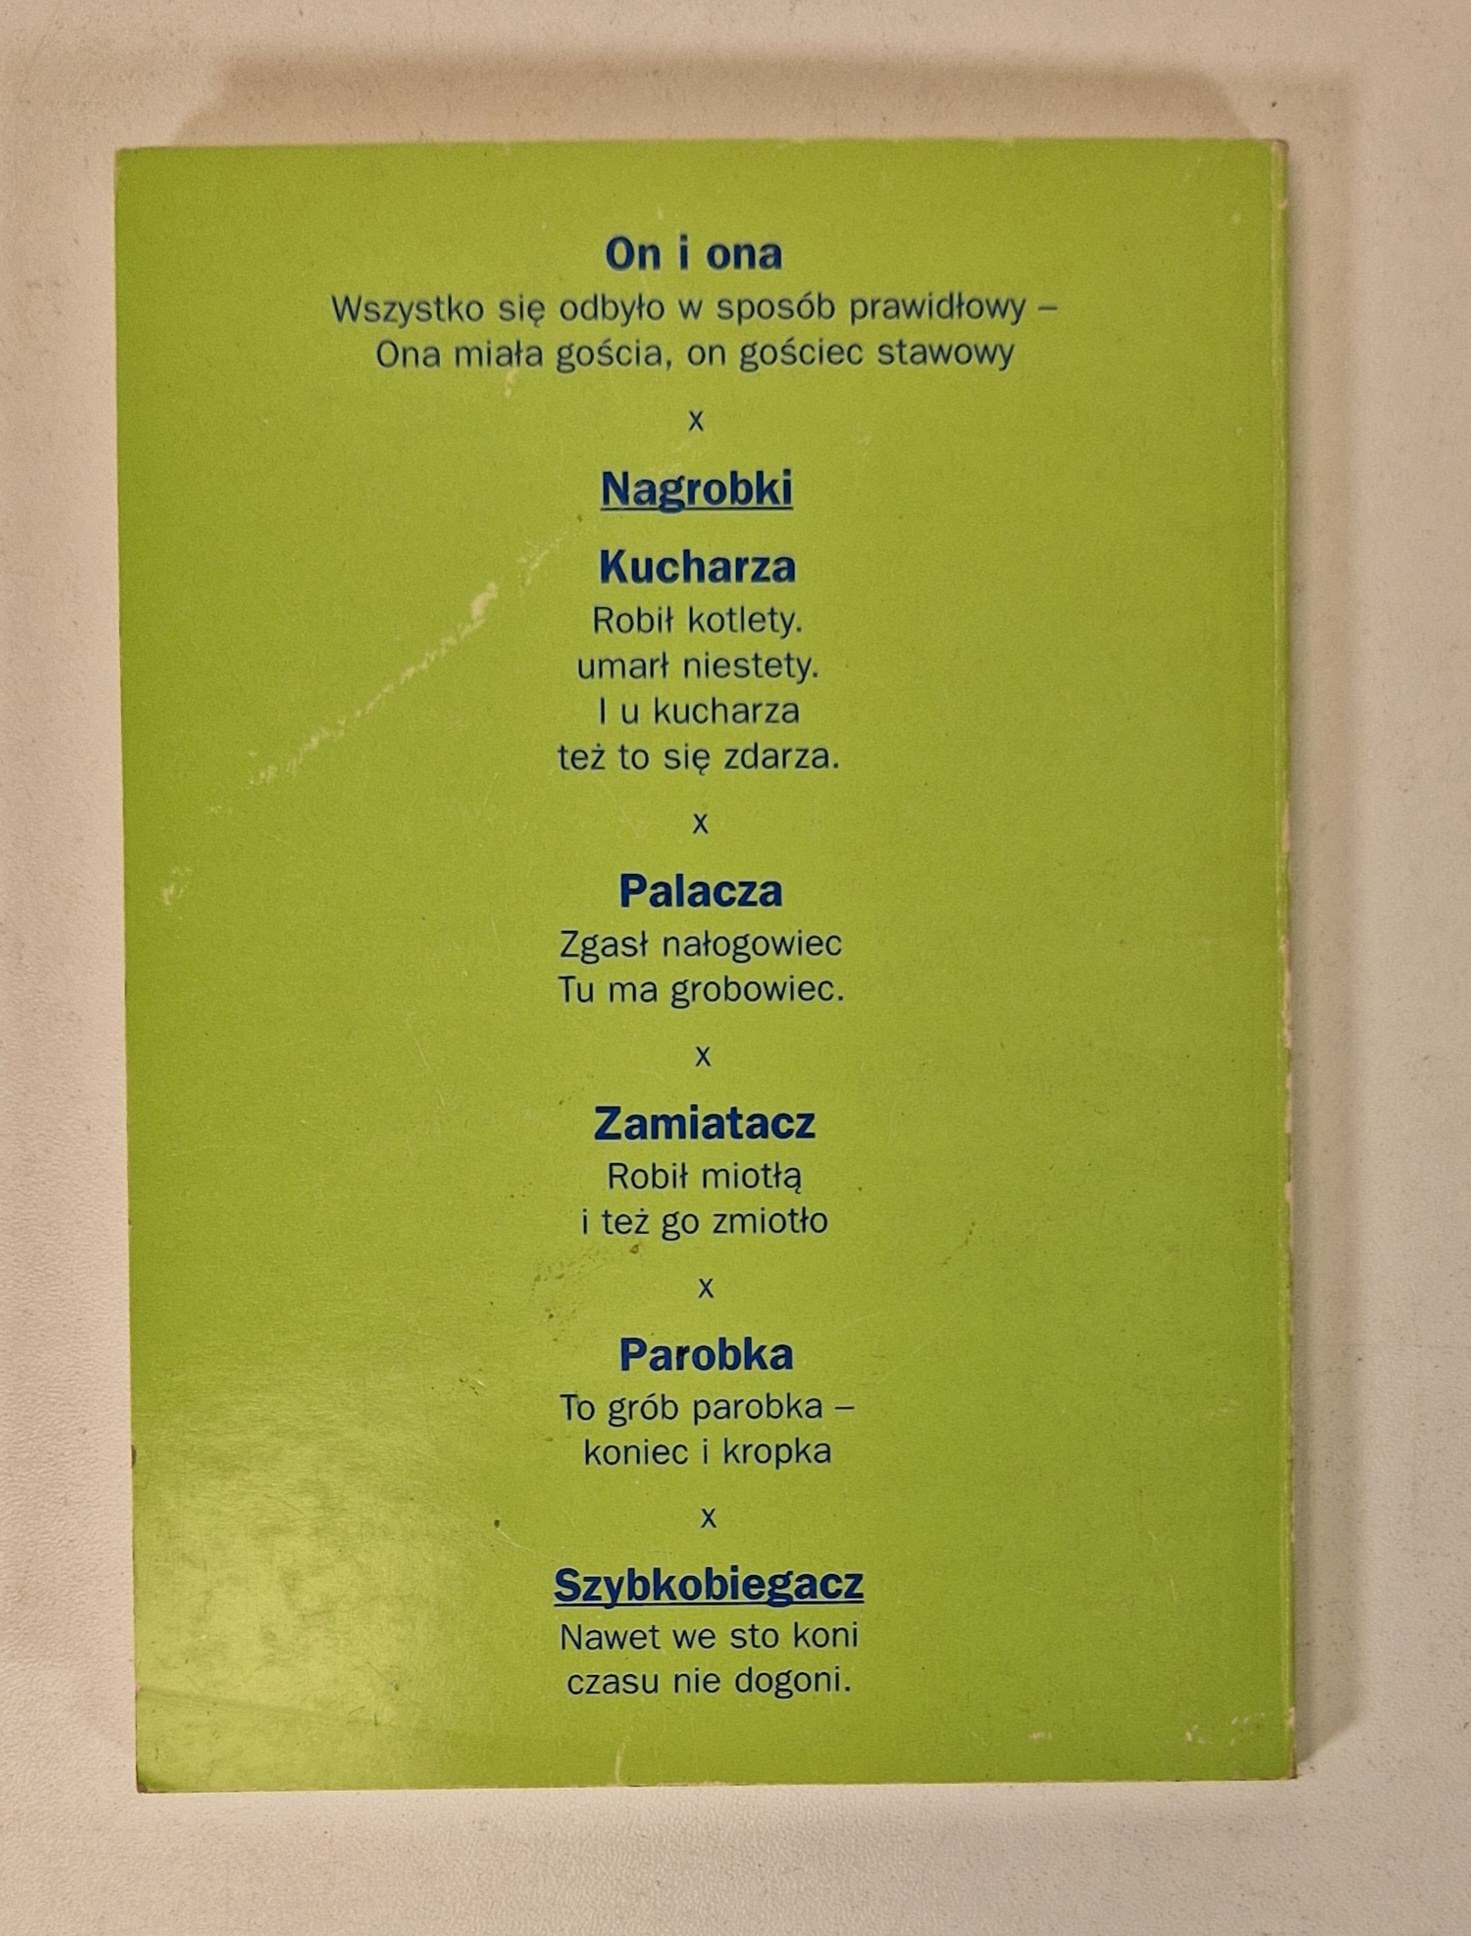 On i ona
Wszystko się odbyło w sposób prawidłowy –
Ona miała gościa, on gościec stawowy
x
Nagrobki
Kucharza
Robił kotlety.
umarł niestety.
I u kucharza
też to się zdarza.
x
Palacza
Zgasł nałogowiec
Tu ma grobowiec.
x
Zamiatacz
Robił miotłą
i też go zmiotło
x
Parobka
To grób parobka –
koniec i kropka
x
Szybkobiegacz
Nawet we sto koni
czasu nie dogoni.